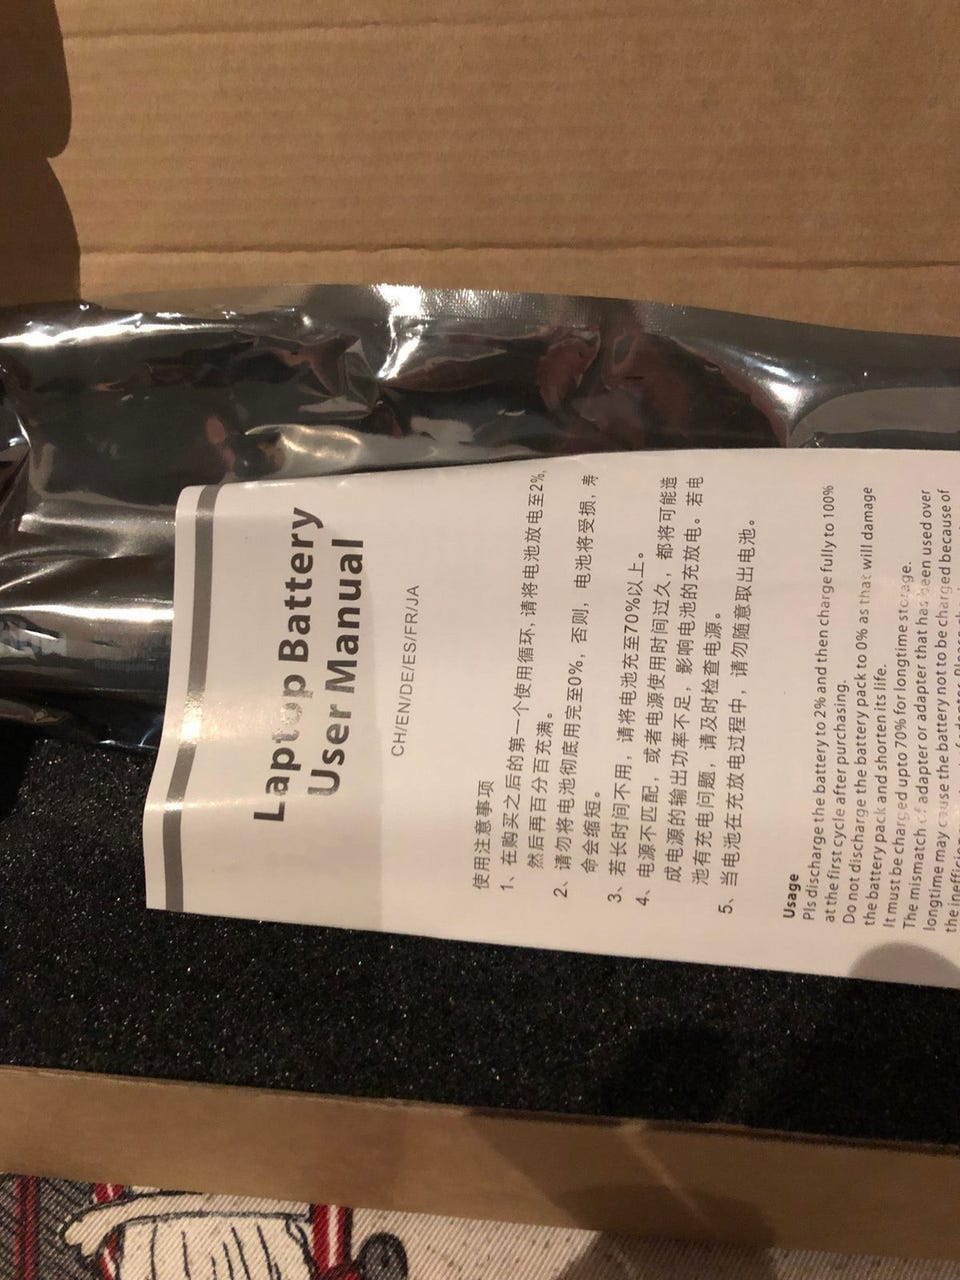 Laptop Battery
User Manual
CH/EN/DE/ES/FR/JA
使用注意事项
1、在购买之后的第一个使用循环,请将电池放电至2%,
然后再百分百充满。
2、请勿将电池彻底用完至0%，否则，电池将受损，寿
命会缩短。
3、若长时间不用，请将电池充至70%以上。
4、电源不匹配，或者电源使用时间过久，都将可能造
成电源的输出功率不足，影响电池的充放电。若电
池有充电问题，请及时检查电源。
5、当电池在充放电过程中，请勿随意取出电池。
Usage
Pls discharge the battery to 2% and then charge fully to 100%
at the first cycle after purchasing.
Do not discharge the battery pack to 0% as that will damage
the battery pack and shorten its life.
It must be charged upto 70% for longtime storage.
The mismatch of adapter or adapter that has been used over
longtime may cause the battery not to be charged because of